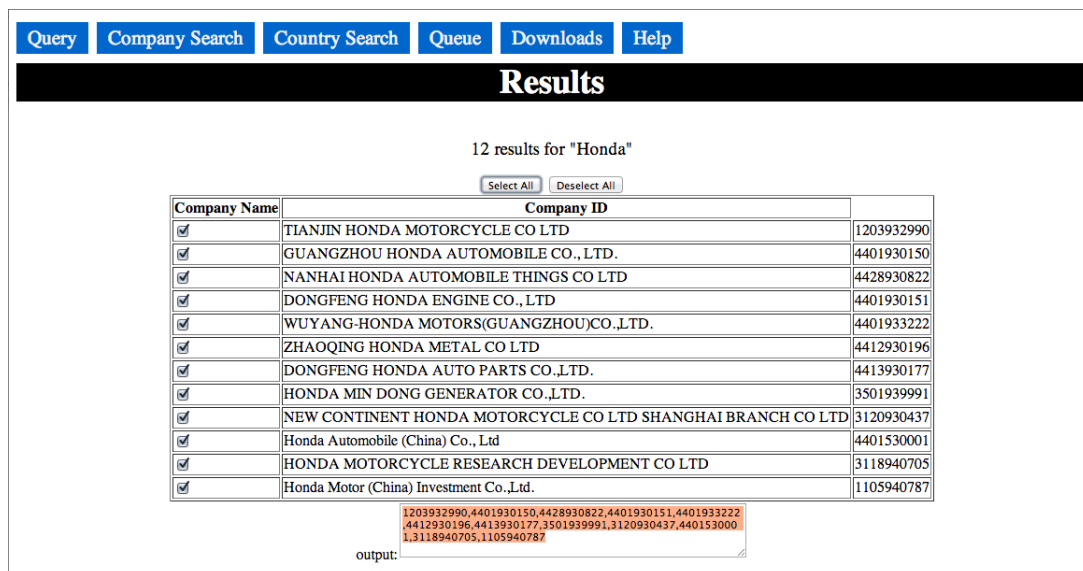 Query Company Search Country Search Queue Downloads Help
Results
12 results for "Honda"
Select All Deselect All
Company Name Company ID
TIANJIN HONDA MOTORCYCLE CO LTD 1203932990
GUANGZHOU HONDA AUTOMOBILE CO., LTD. 4401930150
NANHAI HONDA AUTOMOBILE THINGS CO LTD 4428930822
DONGFENG HONDA ENGINE CO., LTD 4401930151
WUYANG-HONDA MOTORS(GUANGZHOU)CO.,LTD. 4401933222
ZHAOQING HONDA METAL CO LTD 4412930196
DONGFENG HONDA AUTO PARTS CO.,LTD. 4413930177
HONDA MIN DONG GENERATOR CO.,LTD. 3501939991
NEW CONTINENT HONDA MOTORCYCLE CO LTD SHANGHAI BRANCH CO LTD 3120930437
Honda Automobile (China) Co., Ltd 4401530001
HONDA MOTORCYCLE RESEARCH DEVELOPMENT CO LTD 3118940705
Honda Motor (China) Investment Co.,Ltd. 1105940787
1203932990,4401930150,4428930822,4401930151,4401933222
,4412930196,4413930177,3501939991,3120930437,440153000
1,3118940705,1105940787
output: